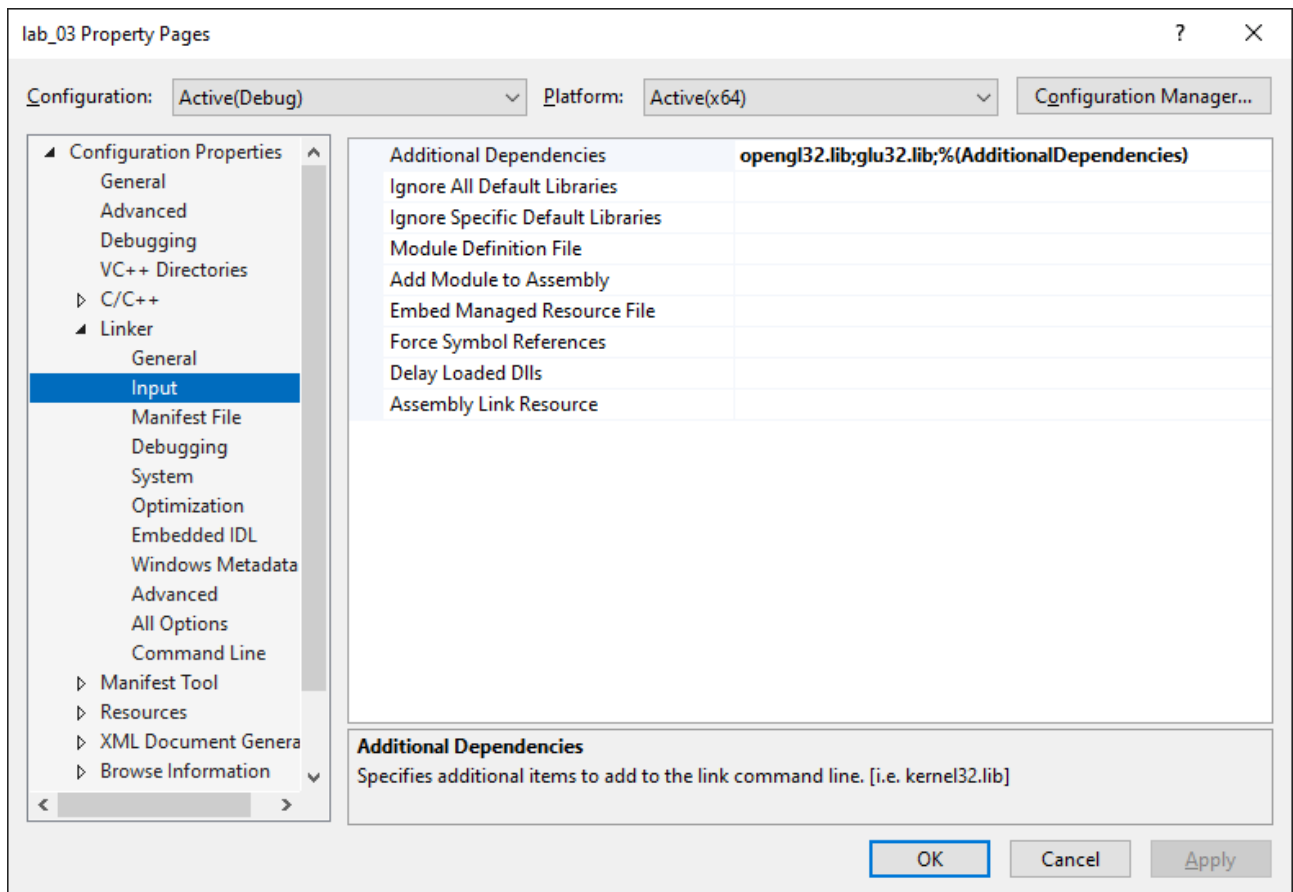 lab_03 Property Pages
?
Configuration: Active(Debug) Platform: Active(x64) Configuration Manager...
Configuration Properties
General
Advanced
Debugging
VC++ Directories
C/C++
Linker
General
Input
Manifest File
Debugging
System
Optimization
Embedded IDL
Windows Metadata
Advanced
All Options
Command Line
Manifest Tool
Resources
XML Document Genera
Browse Information
Additional Dependencies opengl32.lib;glu32.lib;%(AdditionalDependencies)
Ignore All Default Libraries
Ignore Specific Default Libraries
Module Definition File
Add Module to Assembly
Embed Managed Resource File
Force Symbol References
Delay Loaded Dlls
Assembly Link Resource
Additional Dependencies
Specifies additional items to add to the link command line. [i.e. kernel32.lib]
OK Cancel Apply